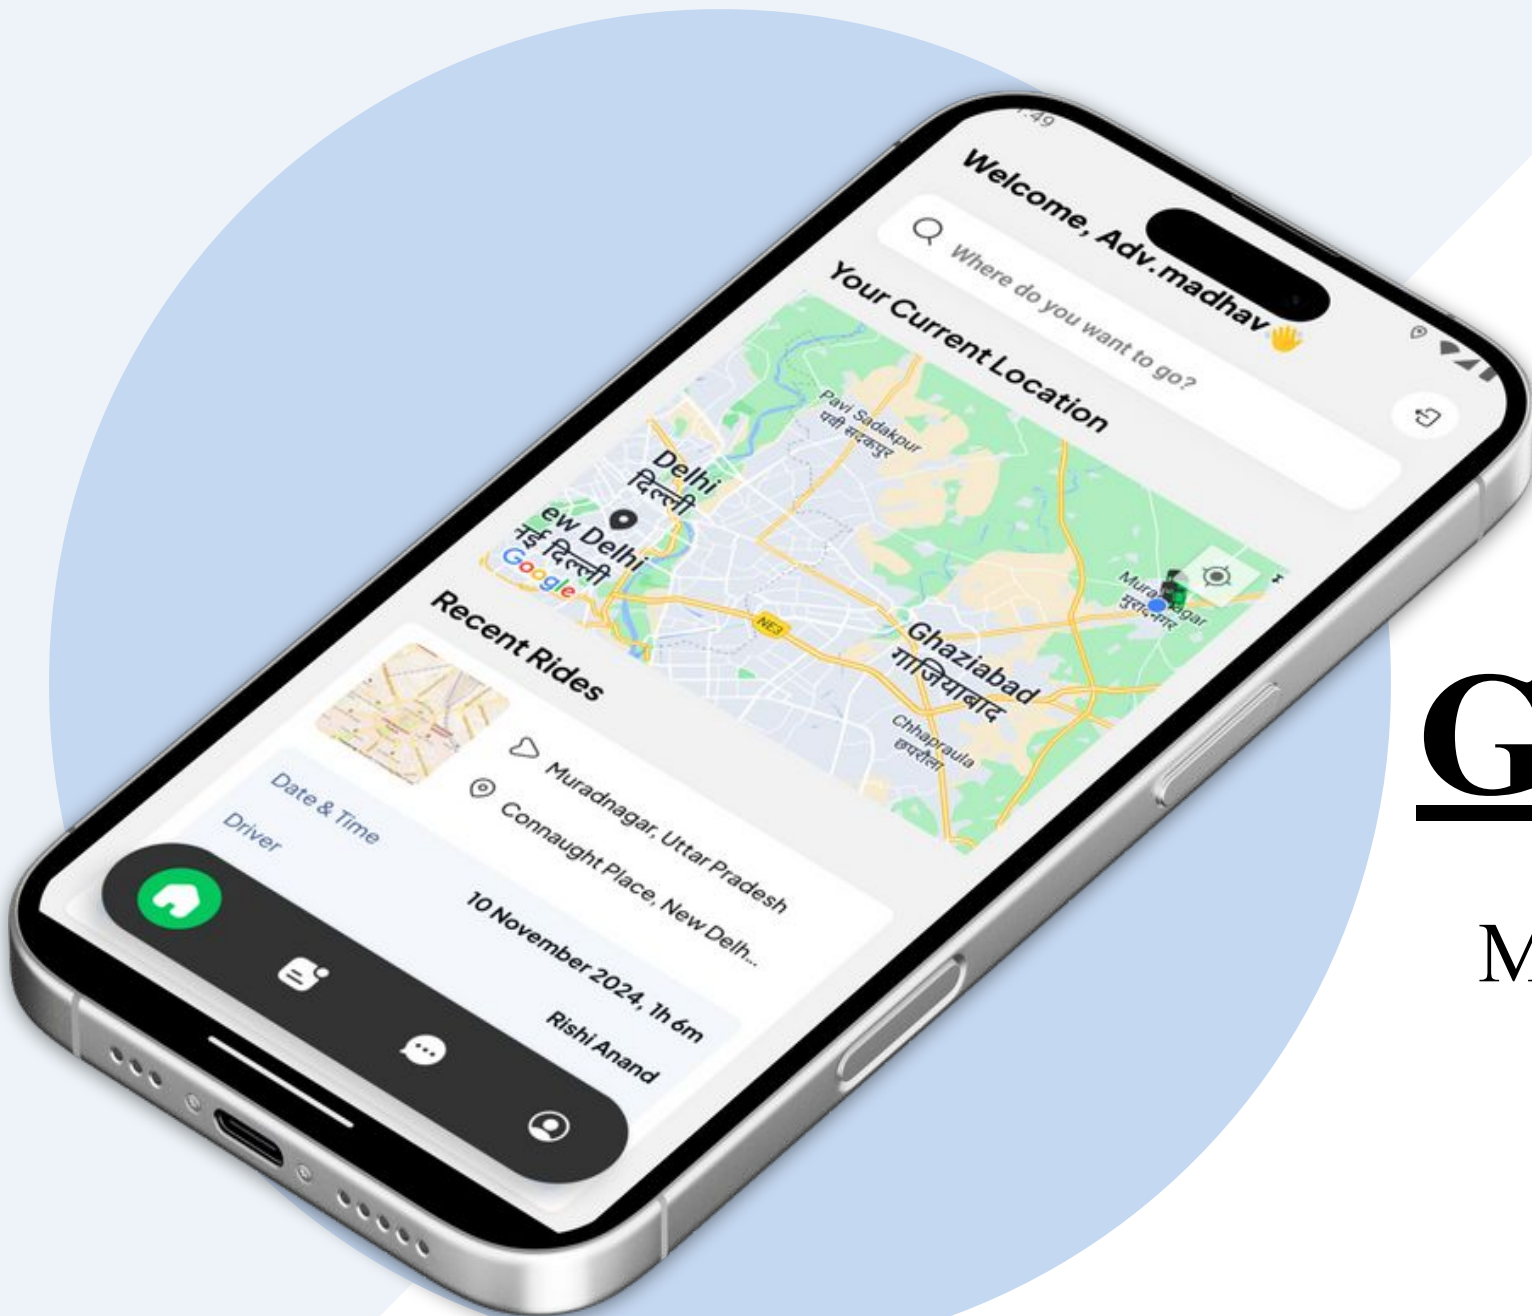 :49
Welcome, Adv.madhav👋
Where do you want to go?
Your Current Location
Pavi Sadakpur
पवी सदकपुर
Delhi
दिल्ली
ew Delhi
नई दिल्ली
Google
NE3
Ghaziabad
गाज़ियाबाद
Chhapraula
छपरौला
Recent Rides
Muradnagar, Uttar Pradesh
Connaught Place, New Delh...
Date & Time
10 November 2024, 1h 6m
Driver
Rishi Anand
G
M